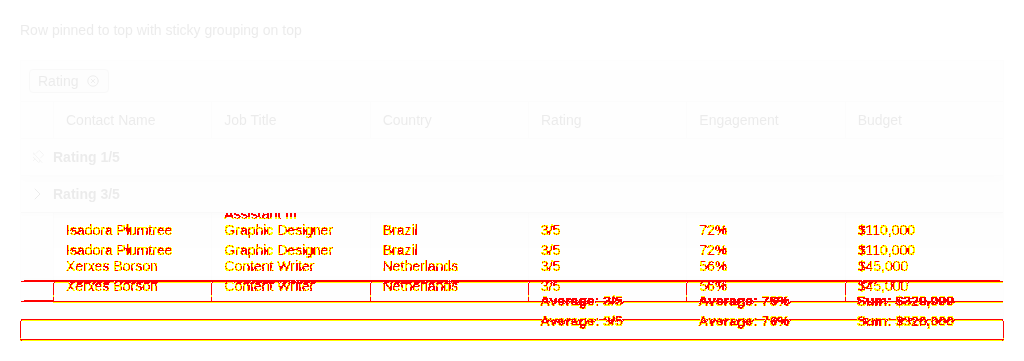 Row pinned to top with sticky grouping on top
Rating
Contact Name Job Title Country Rating Engagement Budget
Rating 1/5
Rating 3/5
Assistant III
Isadora Plumtree Graphic Designer Brazil 3/5 72% $110,000
Isadora Plumtree Graphic Designer Brazil 3/5 72% $110,000
Xerxes Borson Content Writer Netherlands 3/5 56% $45,000
Xerxes Borson Content Writer Netherlands 3/5 56% $45,000
Average: 3/5 Average: Sum: $320,000
Average: 3/5 Average: Sum: $320,000